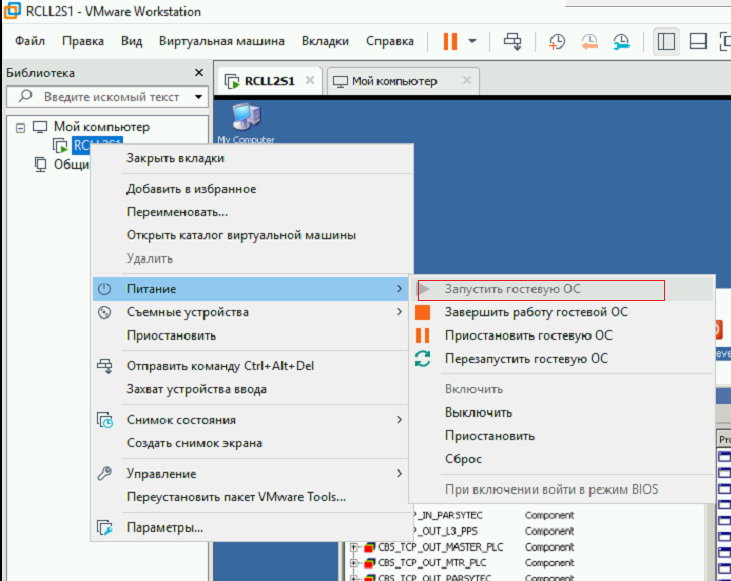 RCLL2S1 - VMware Workstation
Файл Правка Вид Виртуальная машина Вкладки Справка
Библиотека
RCLL2S1 Мой компьютер
Введите искомый текст
Мой компьютер
My Computer
RCLL2S1
Общи
Закрыть вкладки
Добавить в избранное
Переименовать...
Открыть каталог виртуальной машины
Удалить
Питание
Запустить гостевую ОС
Съемные устройства
Завершить работу гостевой ОС
Приостановить
Приостановить гостевую ОС
Перезапустить гостевую ОС
Отправить команду Ctrl+Alt+Del
Захват устройства ввода
Включить
Выключить
Снимок состояния
Приостановить
Создать снимок экрана
Сброс
Управление
При включении войти в режим BIOS
Переустановить пакет VMware Tools...
Параметры...
P_IN_PARSYTEC Component
P_OUT_L3_PPS Component
CBS_TCP_OUT_MASTER_PLC Component
CBS_TCP_OUT_MTR_PLC Component
CBS_TCP_OUT_PARSYTEC Component
Pro